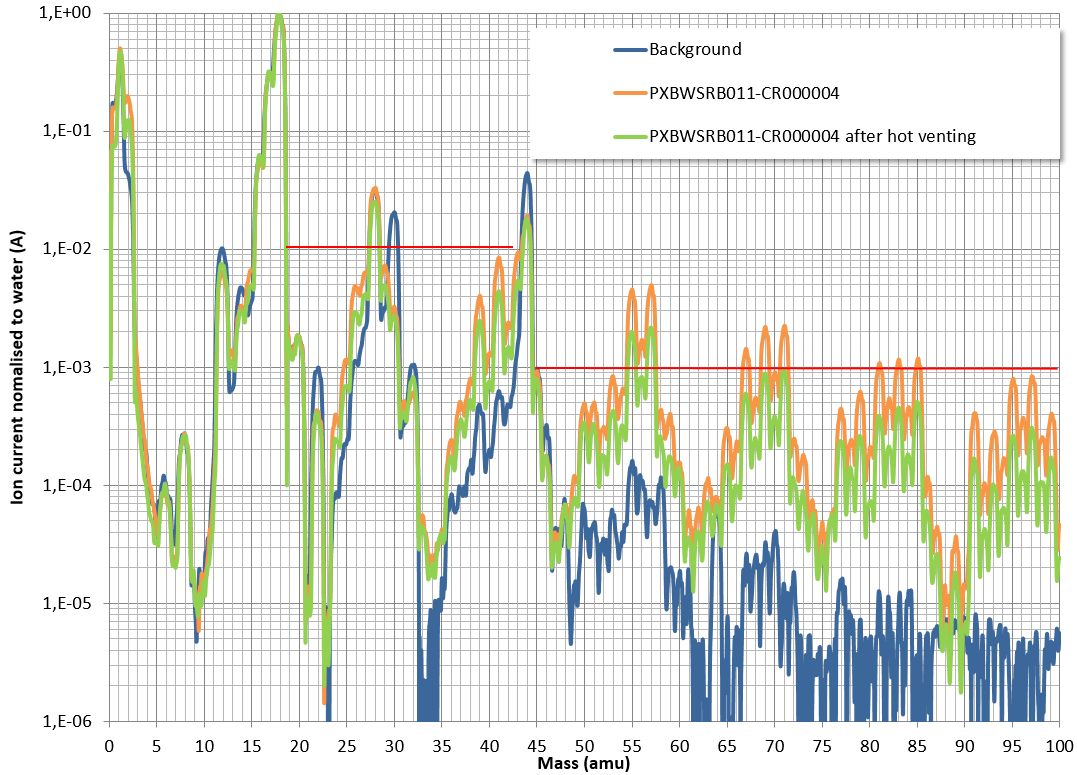 1,E+00
1,E-01
1,E-02
1,E-03
1,E-04
1,E-05
1,E-06
Ion current nomalised to water (A)
Background
PXBWSRB011-CR000004
PXBWSRB011-CR000004 after hot venting
0 5 10 15 20 25 30 35 40 45 50 55 60 65 70 75 80 85 90 95 100
Mass (amu)